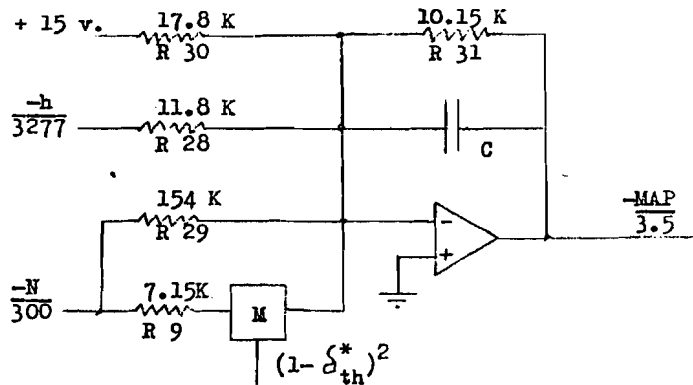 + 15 v.
17.8 K
R 30
10.15 K
R 31
-h
3277
11.8 K
R 28
C
154 K
R 29
-
+
-MAP
3.5
-N
300
7.15K
R 9
M
(1- δ*th)²